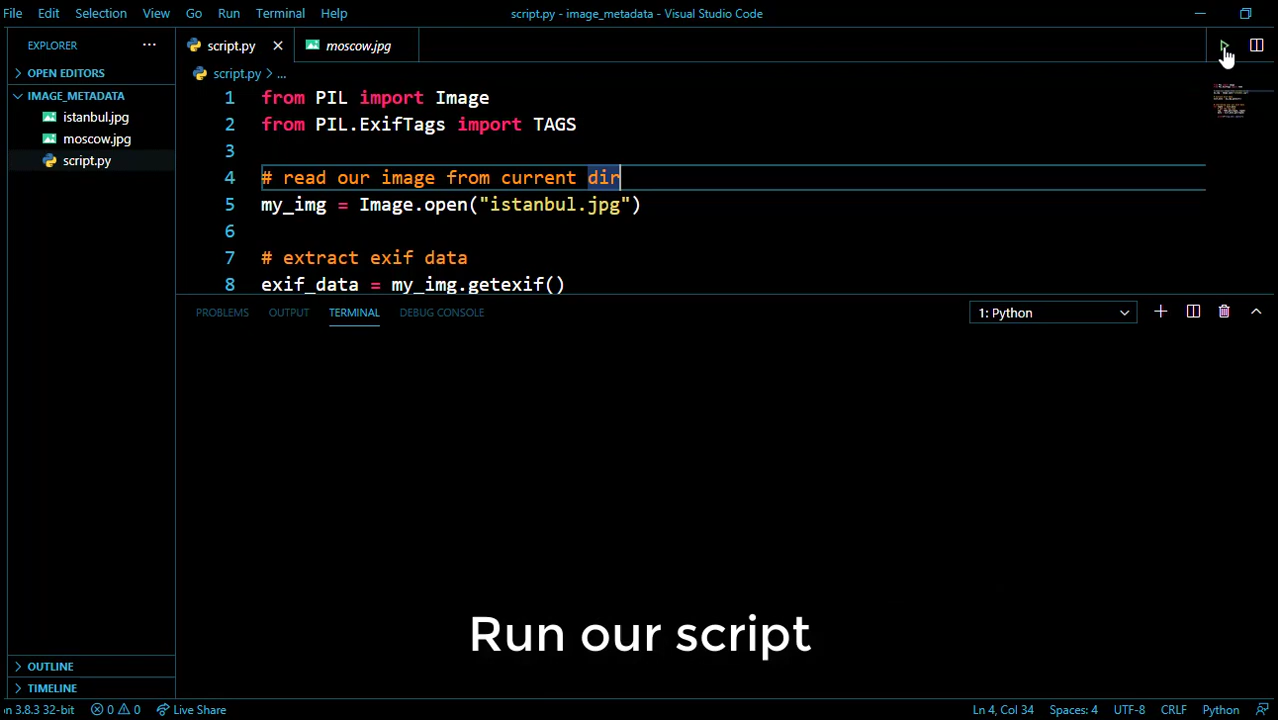 File Edit Selection View Go Run Terminal Help script.py - image_metadata - Visual Studio Code
EXPLORER
OPEN EDITORS
IMAGE_METADATA
istanbul.jpg
moscow.jpg
script.py
OUTLINE
TIMELINE
script.py moscow.jpg
script.py > ...
1 from PIL import Image
2 from PIL.ExifTags import TAGS
3
4 # read our image from current dir
5 my_img = Image.open("istanbul.jpg")
6
7 # extract exif data
8 exif_data = my_img.getexif()
PROBLEMS OUTPUT TERMINAL DEBUG CONSOLE 1: Python
Run our script
n 3.8.3 32-bit 0 0 Live Share Ln 4, Col 34 Spaces: 4 UTF-8 CRLF Python